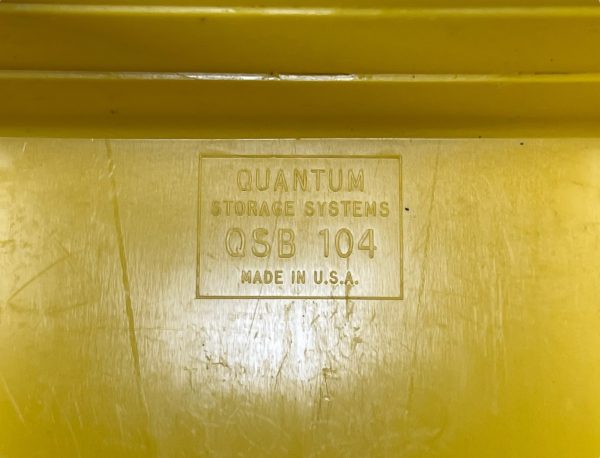 QUANTUM
STORAGE SYSTEMS
QSB 104
MADE IN U.S.A.